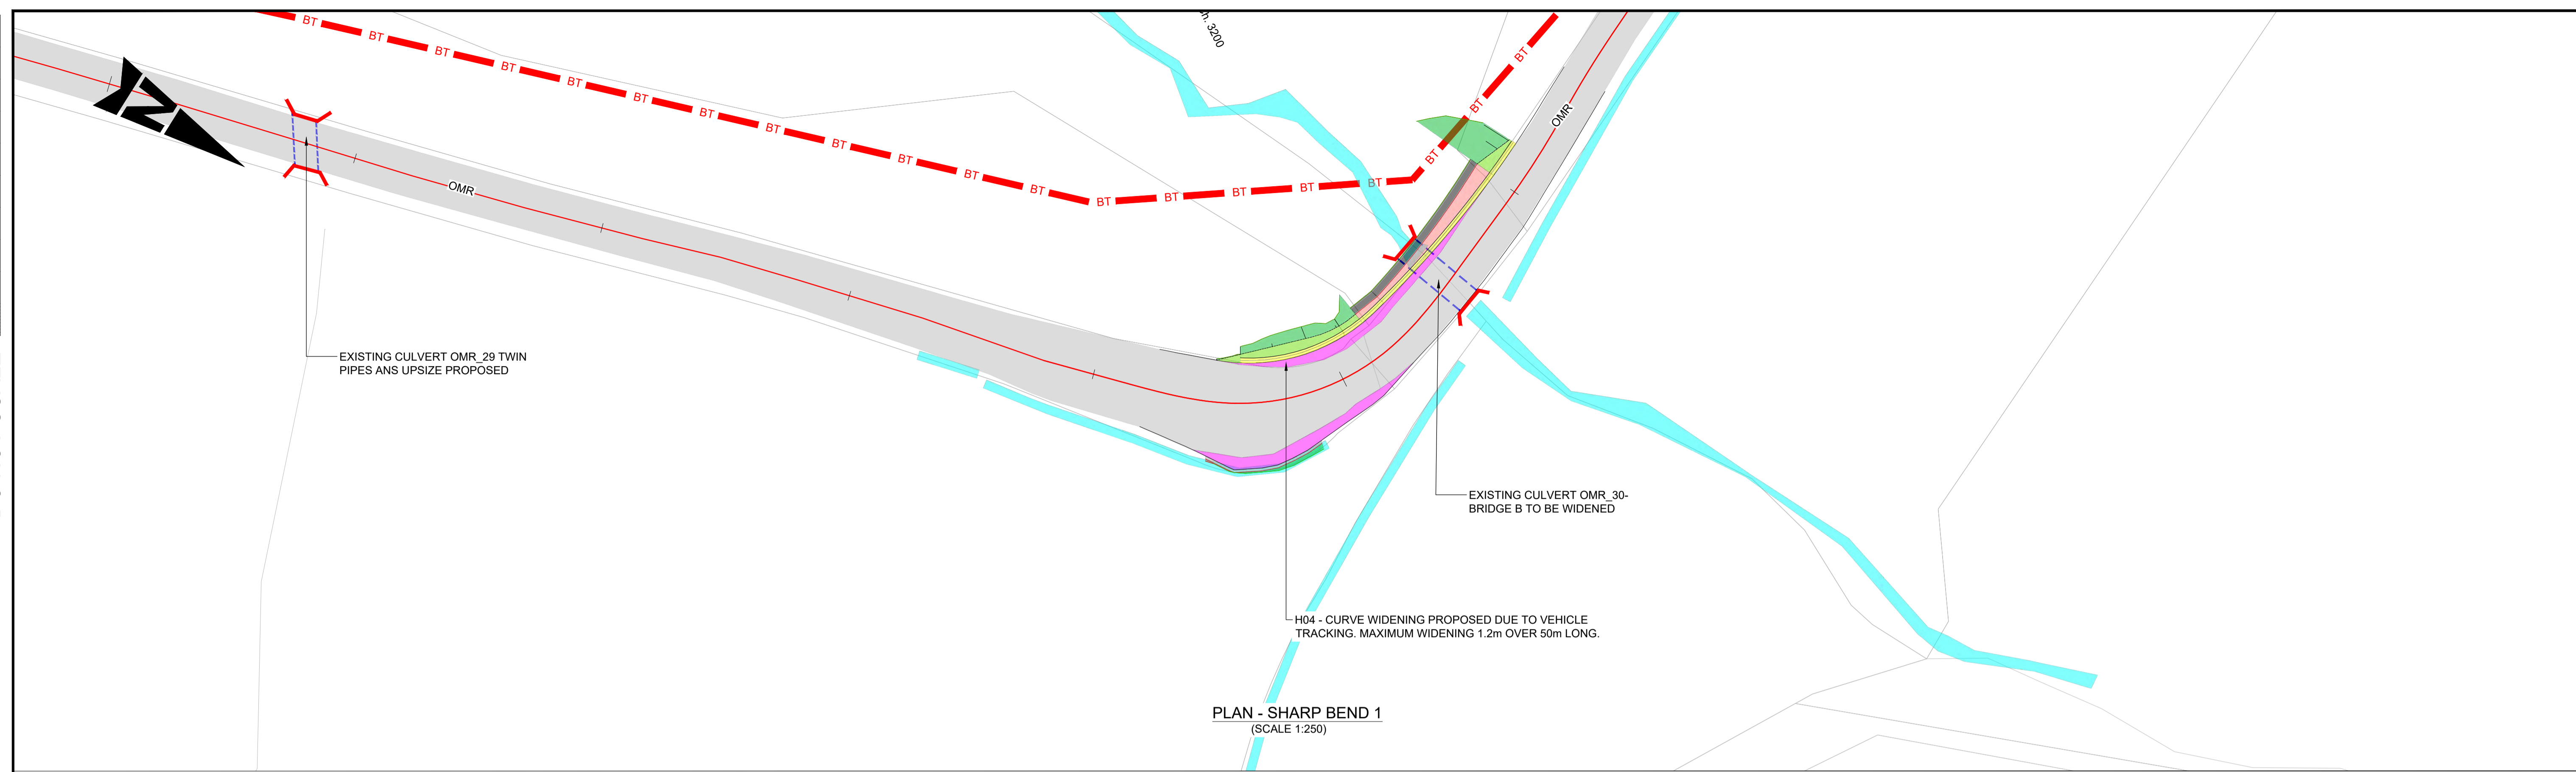 BT BT BT BT BT BT BT BT BT BT BT BT BT BT BT BT BT BT BT BT
h. 3200
N
OMR
OMR
EXISTING CULVERT OMR_29 TWIN
PIPES ANS UPSIZE PROPOSED
EXISTING CULVERT OMR_30-
BRIDGE B TO BE WIDENED
H04 - CURVE WIDENING PROPOSED DUE TO VEHICLE
TRACKING. MAXIMUM WIDENING 1.2m OVER 50m LONG.
PLAN - SHARP BEND 1
(SCALE 1:250)